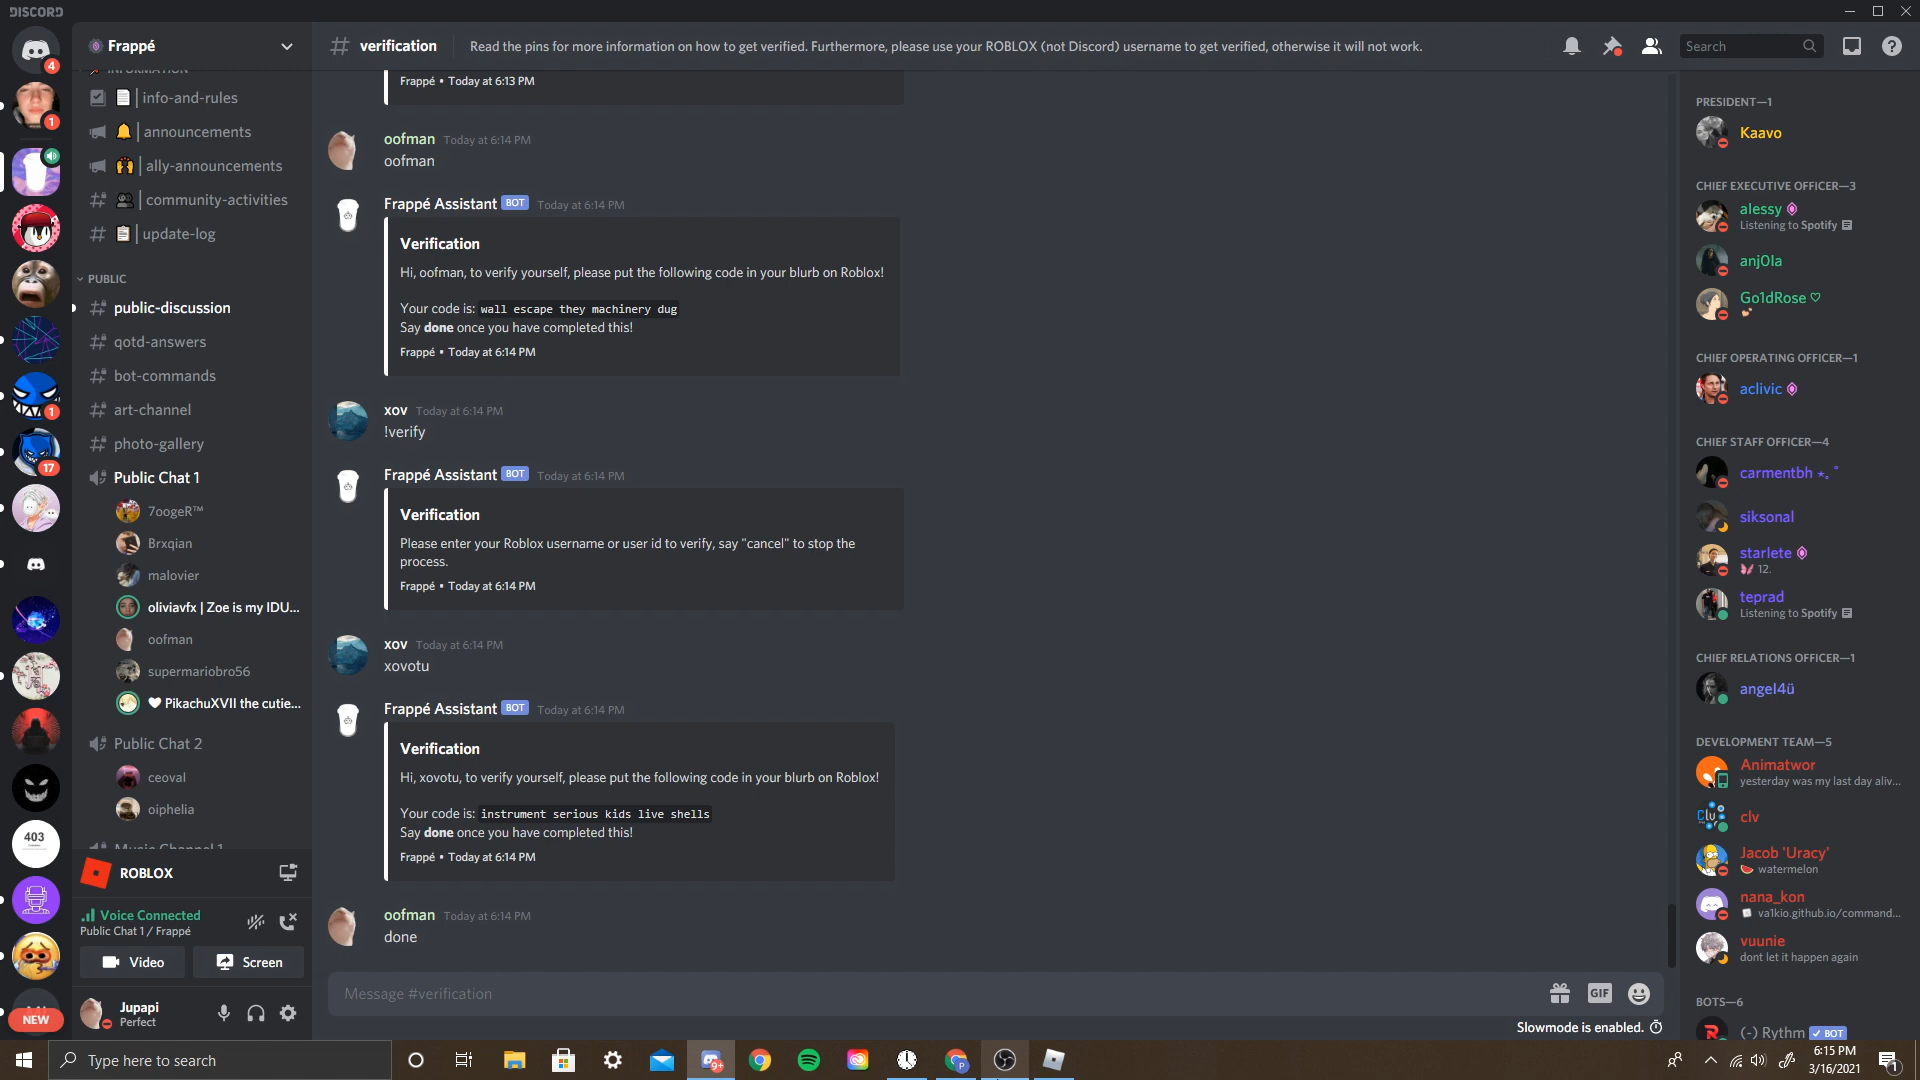 DISCORD
Frappé
verification
Read the pins for more information on how to get verified. Furthermore, please use your ROBLOX (not Discord) username to get verified, otherwise it will not work.
Search
4
1
1
17
403
NEW
INFORMATION
info-and-rules
announcements
ally-announcements
community-activities
update-log
PUBLIC
public-discussion
qotd-answers
bot-commands
art-channel
photo-gallery
Public Chat 1
7oogeR™
Brxqian
malovier
oliviavfx | Zoe is my IDU...
oofman
supermariobro56
PikachuXVII the cutie...
Public Chat 2
ceoval
oiphelia
Music Channel 1
ROBLOX
Voice Connected
Public Chat 1 / Frappé
Video
Screen
Jupapi
Perfect
Frappé • Today at 6:13 PM
oofman Today at 6:14 PM
oofman
Frappé Assistant BOT Today at 6:14 PM
Verification
Hi, oofman, to verify yourself, please put the following code in your blurb on Roblox!
Your code is: wall escape they machinery dug
Say done once you have completed this!
Frappé • Today at 6:14 PM
xov Today at 6:14 PM
!verify
Frappé Assistant BOT Today at 6:14 PM
Verification
Please enter your Roblox username or user id to verify, say "cancel" to stop the
process.
Frappé • Today at 6:14 PM
xov Today at 6:14 PM
xovotu
Frappé Assistant BOT Today at 6:14 PM
Verification
Hi, xovotu, to verify yourself, please put the following code in your blurb on Roblox!
Your code is: instrument serious kids live shells
Say done once you have completed this!
Frappé • Today at 6:14 PM
oofman Today at 6:14 PM
done
Message #verification
GIF
Slowmode is enabled.
PRESIDENT—1
Kaavo
CHIEF EXECUTIVE OFFICER—3
alessy
Listening to Spotify
anj0la
Go1dRose ♡
CHIEF OPERATING OFFICER—1
aclivic
CHIEF STAFF OFFICER—4
carmentbh ⋆｡˚
siksonal
starlete
12.
teprad
Listening to Spotify
CHIEF RELATIONS OFFICER—1
angel4ü
DEVELOPMENT TEAM—5
Animatwor
yesterday was my last day aliv...
clv
Jacob 'Uracy'
watermelon
nana_kon
va1kio.github.io/command...
vuunie
dont let it happen again
BOTS—6
(-) Rythm BOT
Type here to search
9+
6:15 PM
3/16/2021
1